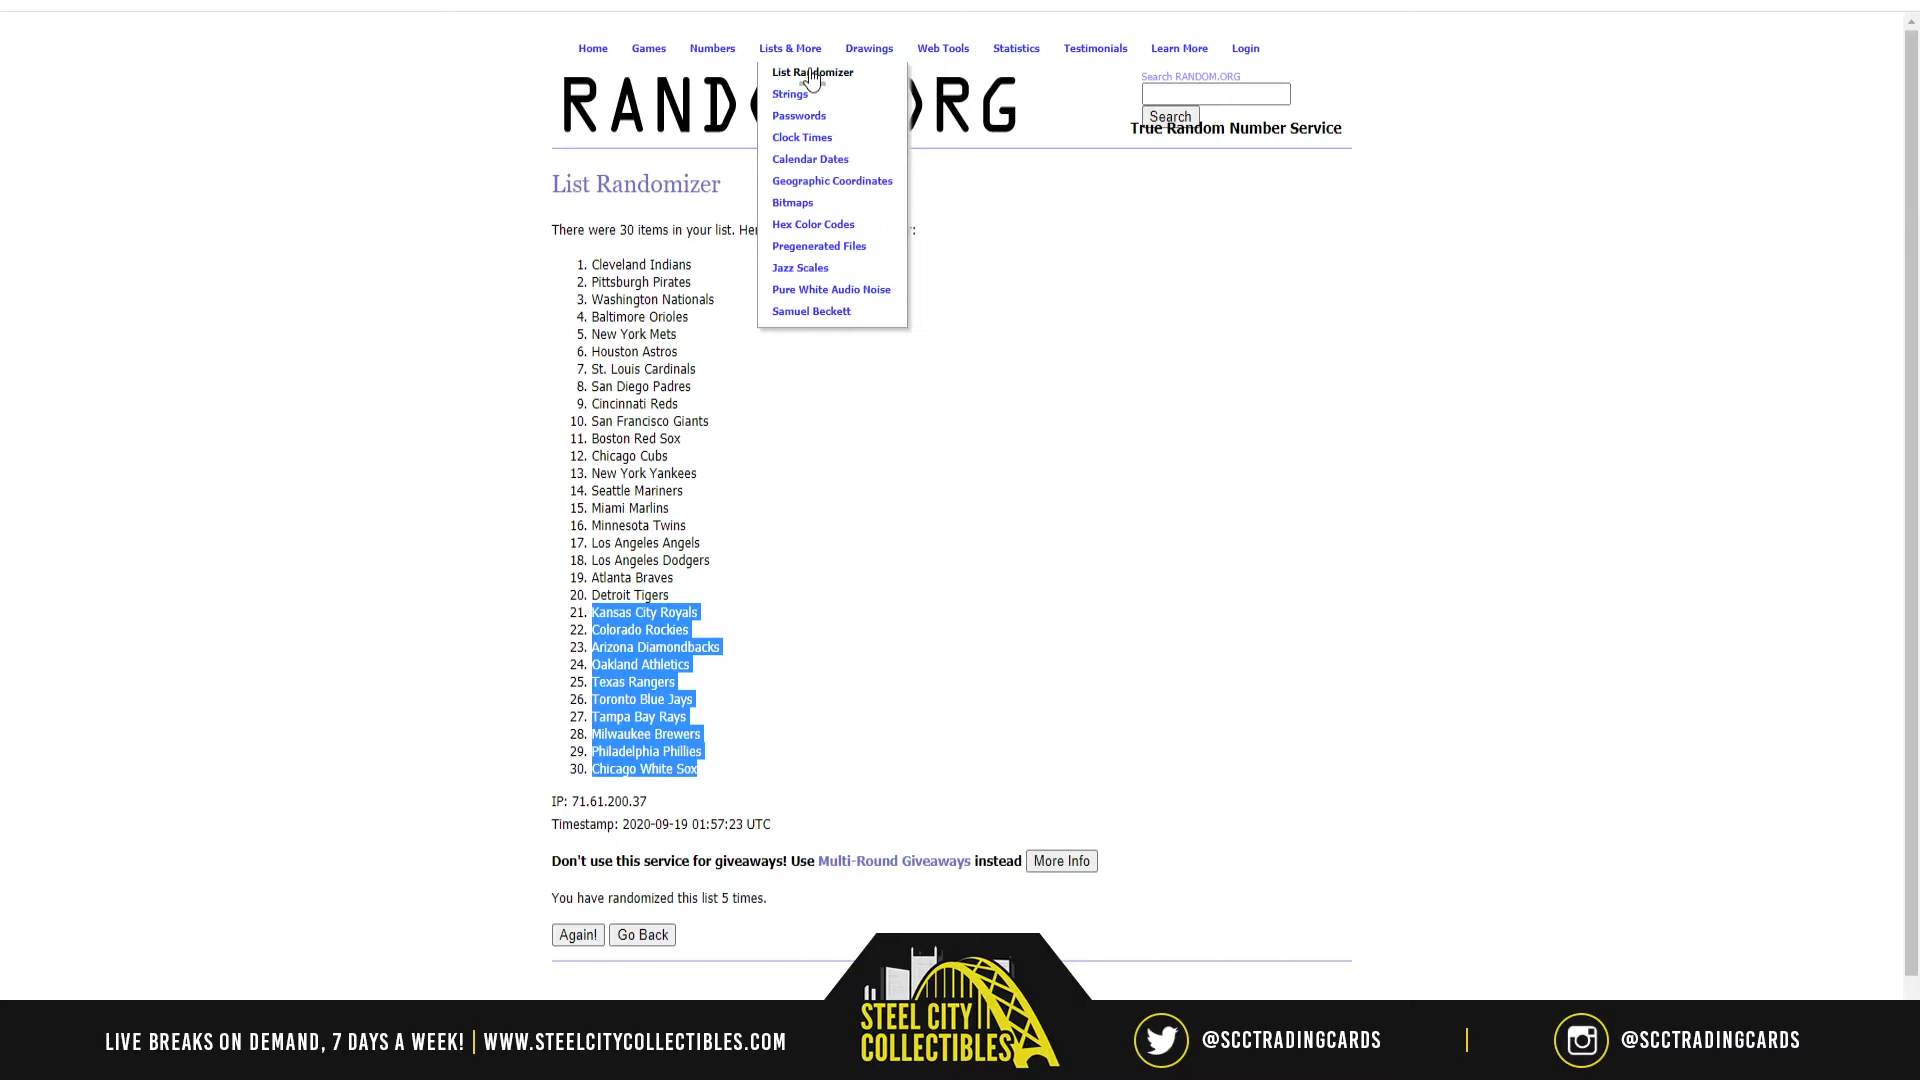 Home Games Numbers Lists & More Drawings Web Tools Statistics Testimonials Learn More Login
List Randomizer
Strings
Passwords
Clock Times
Calendar Dates
Geographic Coordinates
Bitmaps
Hex Color Codes
Pregenerated Files
Jazz Scales
Pure White Audio Noise
Samuel Beckett
RAND RG
Search RANDOM.ORG
Search
True Random Number Service
List Randomizer
There were 30 items in your list. Her :
1. Cleveland Indians
2. Pittsburgh Pirates
3. Washington Nationals
4. Baltimore Orioles
5. New York Mets
6. Houston Astros
7. St. Louis Cardinals
8. San Diego Padres
9. Cincinnati Reds
10. San Francisco Giants
11. Boston Red Sox
12. Chicago Cubs
13. New York Yankees
14. Seattle Mariners
15. Miami Marlins
16. Minnesota Twins
17. Los Angeles Angels
18. Los Angeles Dodgers
19. Atlanta Braves
20. Detroit Tigers
21. Kansas City Royals
22. Colorado Rockies
23. Arizona Diamondbacks
24. Oakland Athletics
25. Texas Rangers
26. Toronto Blue Jays
27. Tampa Bay Rays
28. Milwaukee Brewers
29. Philadelphia Phillies
30. Chicago White Sox
IP: 71.61.200.37
Timestamp: 2020-09-19 01:57:23 UTC
Don't use this service for giveaways! Use Multi-Round Giveaways instead More Info
You have randomized this list 5 times.
Again! Go Back
LIVE BREAKS ON DEMAND, 7 DAYS A WEEK! | WWW.STEELCITYCOLLECTIBLES.COM
STEEL CITY
COLLECTIBLES
@SCCTRADINGCARDS | @SCCTRADINGCARDS